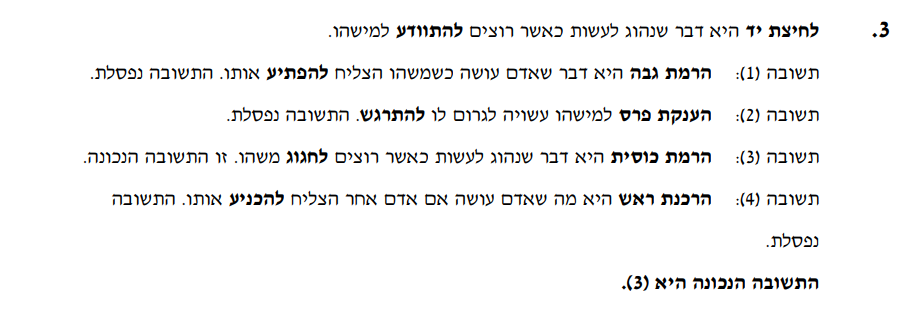 3. לחיצת יד היא דבר שנהוג לעשות כאשר רוצים להתוודע למישהו.
תשובה (1): הרמת גבה היא דבר שאדם עושה כשמשהו הצליח להפתיע אותו. התשובה נפסלת.
תשובה (2): הענקת פרס למישהו עשויה לגרום לו להתרגש. התשובה נפסלת.
תשובה (3): הרמת כוסית היא דבר שנהוג לעשות כאשר רוצים לחגוג משהו. זו התשובה הנכונה.
תשובה (4): הרכנת ראש היא מה שאדם עושה אם אדם אחר הצליח להכניע אותו. התשובה
נפסלת.
התשובה הנכונה היא (3).